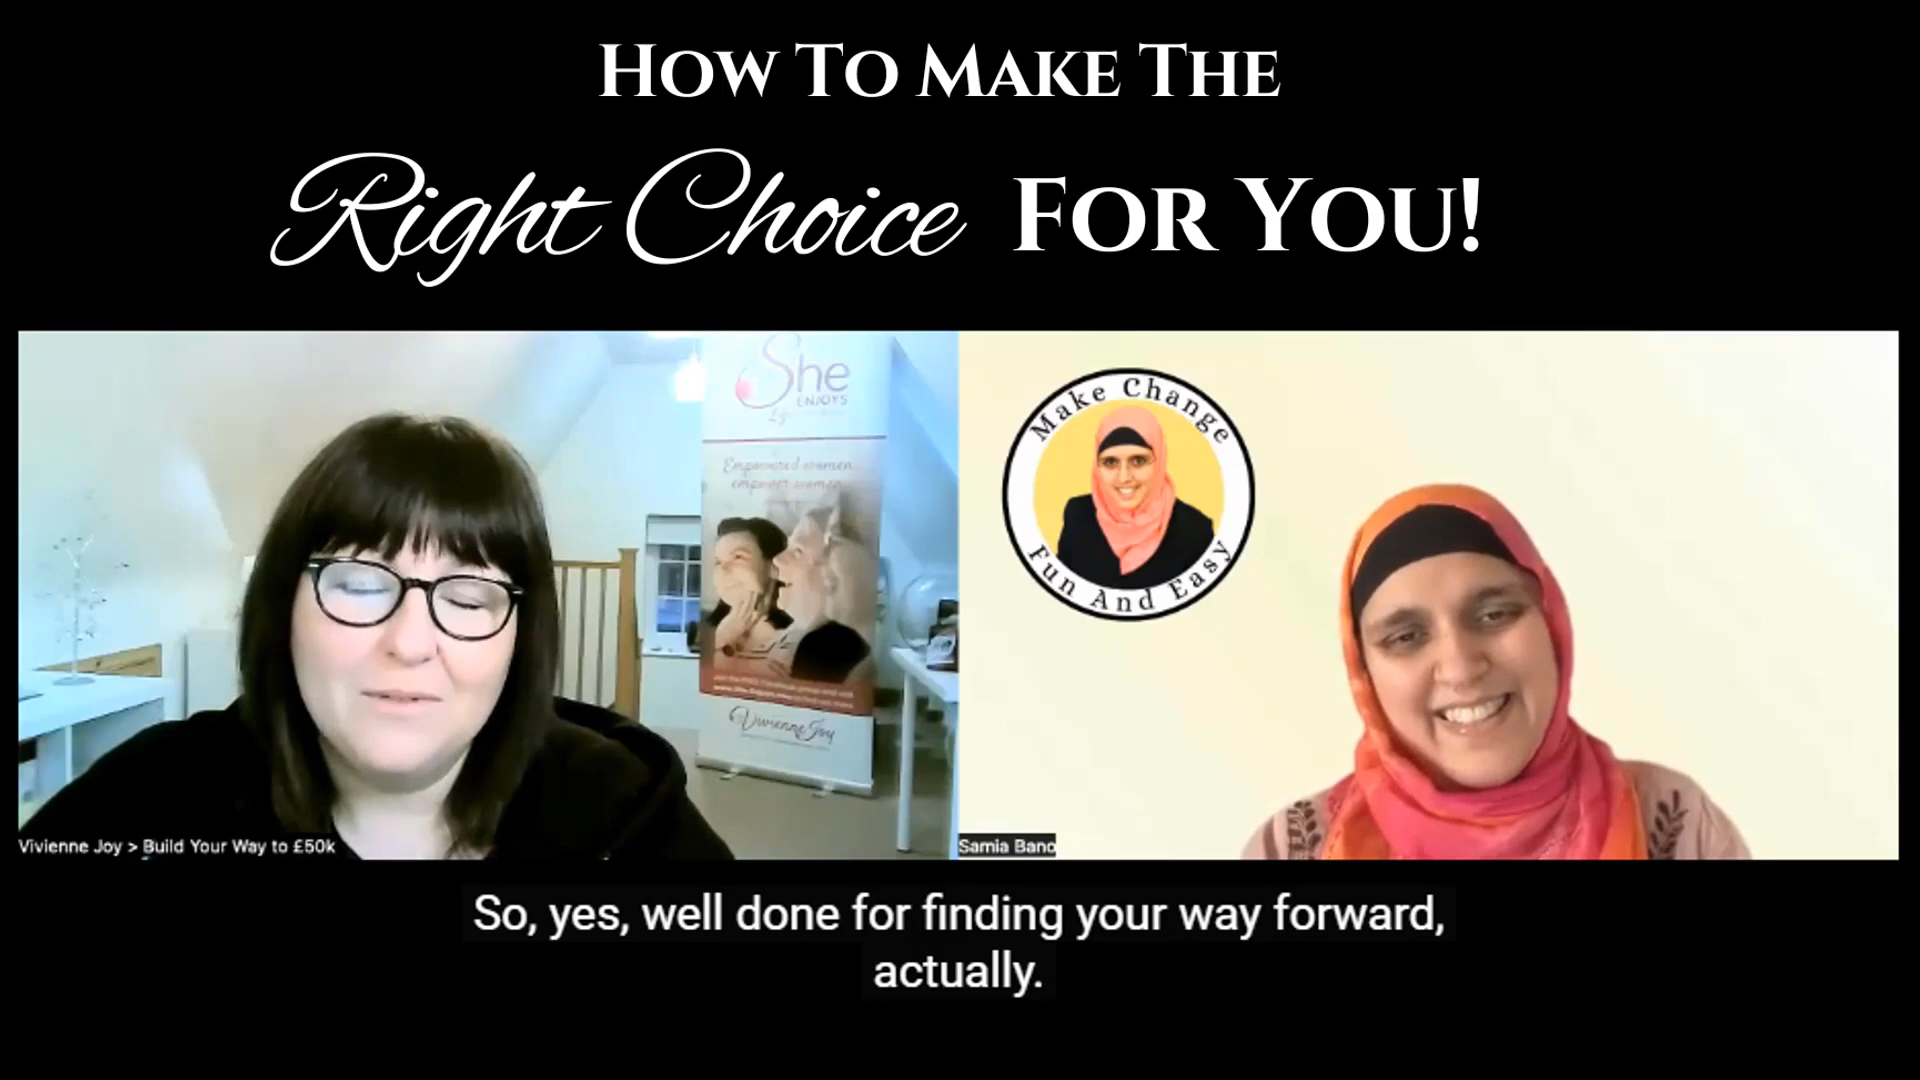 HOW TO MAKE THE
Right Choice FOR YOU!
She
ENJOYS
Empowered women
empower women
Vivienne Joy
Vivienne Joy > Build Your Way to £50k
Make Change
Fun And Easy
Samia Bano
So, yes, well done for finding your way forward,
actually.